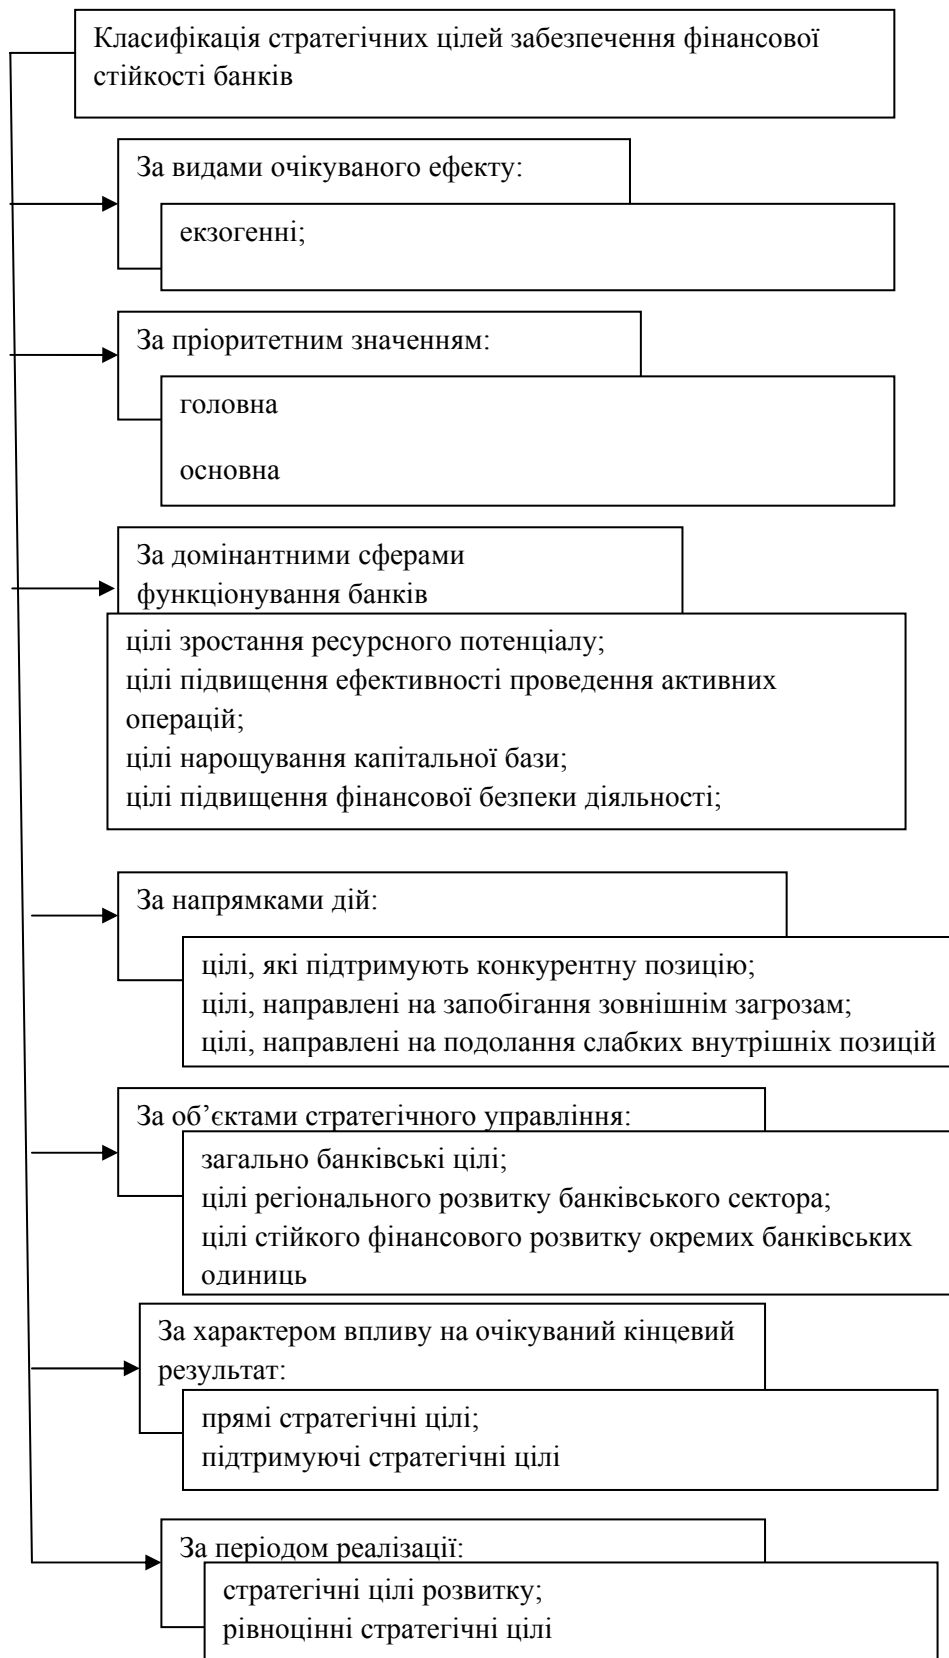 Класифікація стратегічних цілей забезпечення фінансової
стійкості банків
За видами очікуваного ефекту:
екзогенні;
За пріоритетним значенням:
головна
основна
За домінантними сферами
функціонування банків
цілі зростання ресурсного потенціалу;
цілі підвищення ефективності проведення активних
операцій;
цілі нарощування капітальної бази;
цілі підвищення фінансової безпеки діяльності;
За напрямками дій:
цілі, які підтримують конкурентну позицію;
цілі, направлені на запобігання зовнішнім загрозам;
цілі, направлені на подолання слабких внутрішніх позицій
За об’єктами стратегічного управління:
загально банківські цілі;
цілі регіонального розвитку банківського сектора;
цілі стійкого фінансового розвитку окремих банківських
одиниць
За характером впливу на очікуваний кінцевий
результат:
прямі стратегічні цілі;
підтримуючі стратегічні цілі
За періодом реалізації:
стратегічні цілі розвитку;
рівноцінні стратегічні цілі